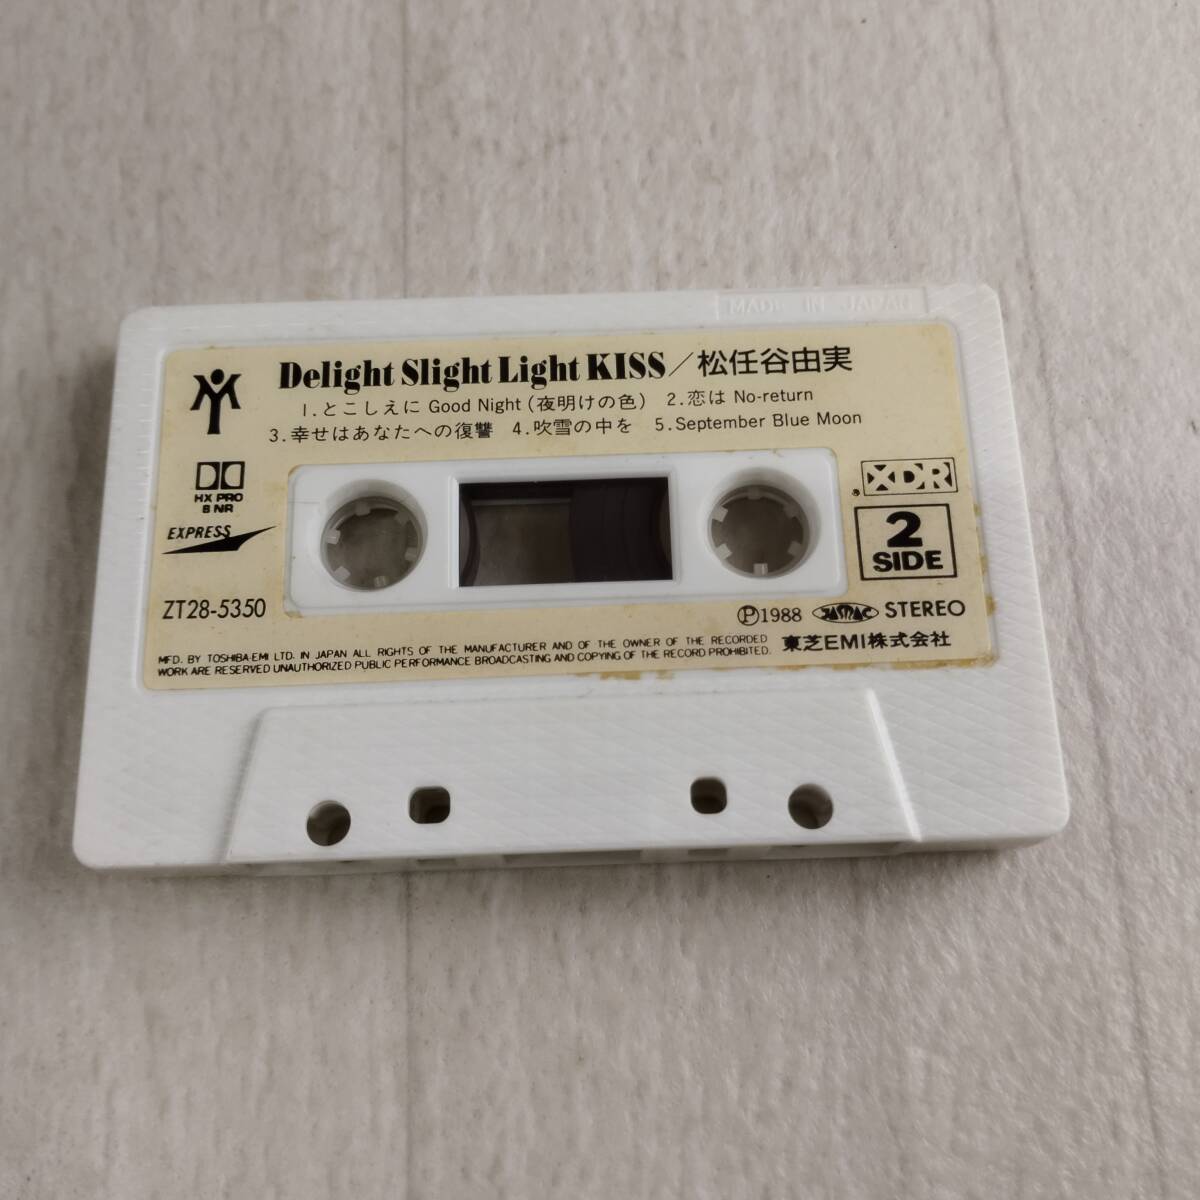 MADE IN JAPAN
Delight Slight Light KISS／松任谷由実
1.とこしえに Good Night (夜明けの色) 2.恋は No-return
3.幸せはあなたへの復讐 4.吹雪の中を 5.September Blue Moon
HX PRO
B NR
EXPRESS
XDR
2
SIDE
ZT28-5350
Ⓟ1988 JASRAC STEREO
MFD. BY TOSHIBA-EMI LTD. IN JAPAN ALL RIGHTS OF THE MANUFACTURER AND OF THE OWNER OF THE RECORDED
WORK ARE RESERVED UNAUTHORIZED PUBLIC PERFORMANCE BROADCASTING AND COPYING OF THE RECORD PROHIBITED.
東芝EMI株式会社